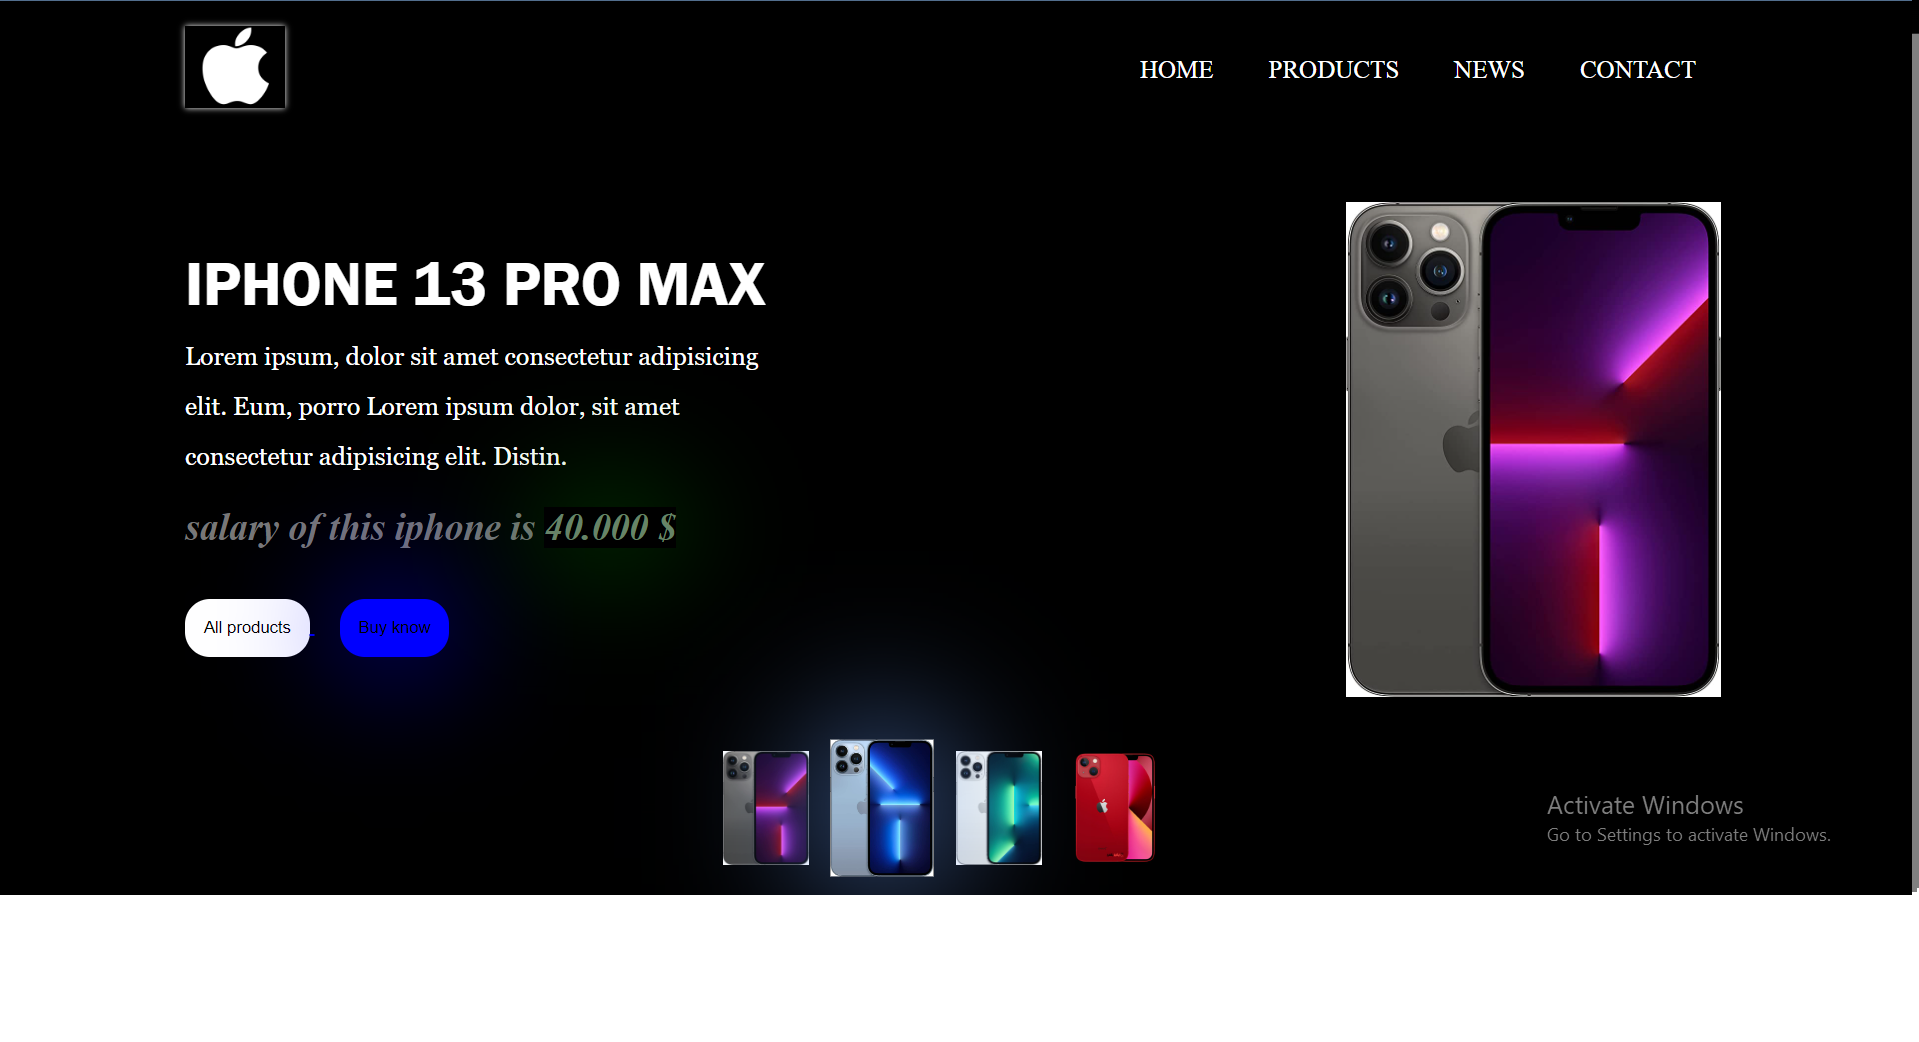 HOME PRODUCTS NEWS CONTACT
IPHONE 13 PRO MAX
Lorem ipsum, dolor sit amet consectetur adipisicing
elit. Eum, porro Lorem ipsum dolor, sit amet
consectetur adipisicing elit. Distin.
salary of this iphone is 40.000 $
All products Buy know
Activate Windows
Go to Settings to activate Windows.